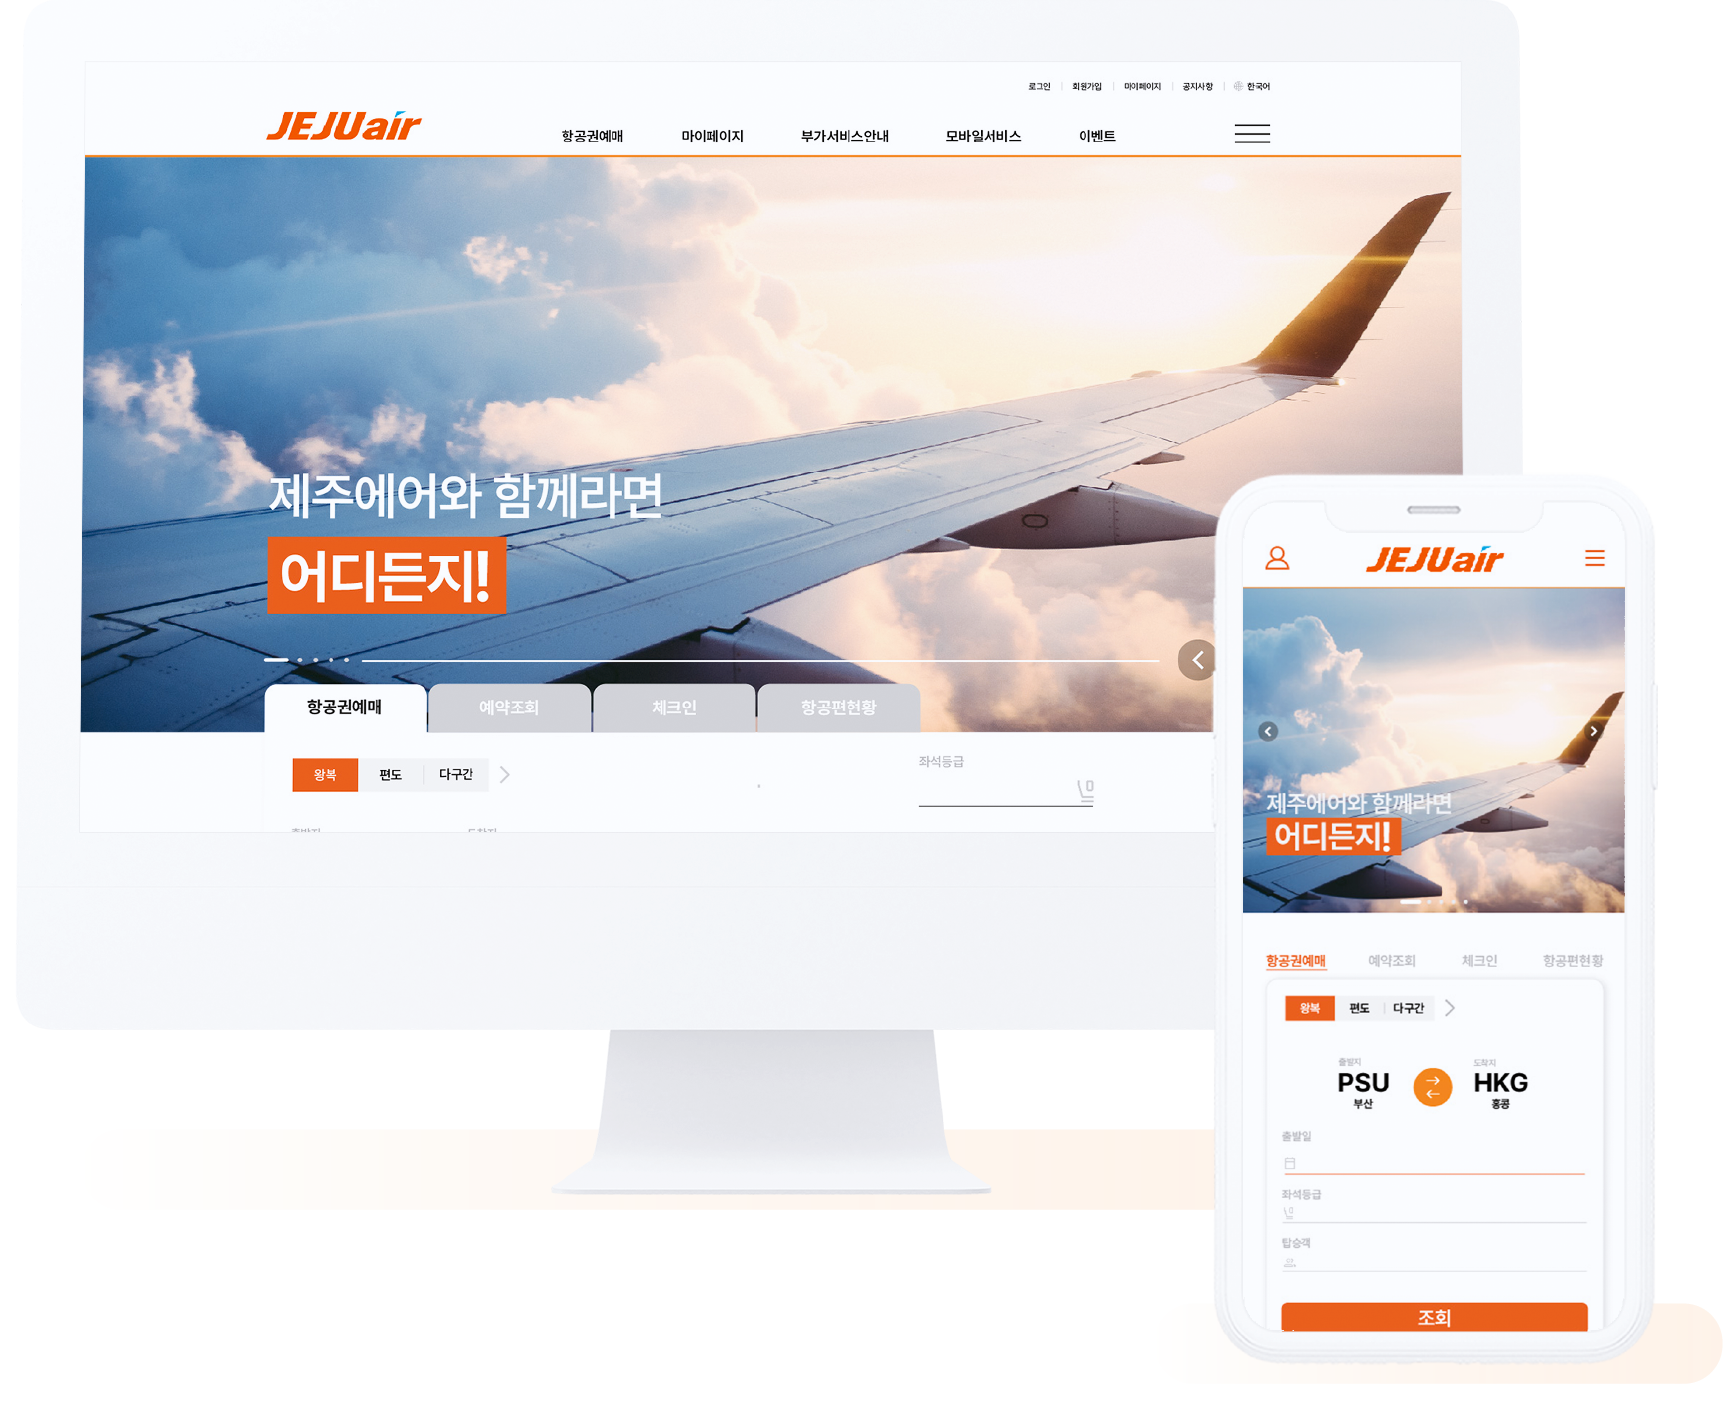 로그인 회원가입 마이페이지 공지사항 한국어
JEJUair
항공권예매 마이페이지 부가서비스안내 모바일서비스 이벤트
제주에어와 함께라면
어디든지!
항공권예매 예약조회 체크인 항공편현황
왕복 편도 다구간
좌석등급
JEJUair
제주에어와 함께라면
어디든지!
항공권예매 예약조회 체크인 항공편현황
왕복 편도 다구간
출발지 도착지
PSU HKG
부산 홍콩
출발일
좌석등급
탑승객
조회